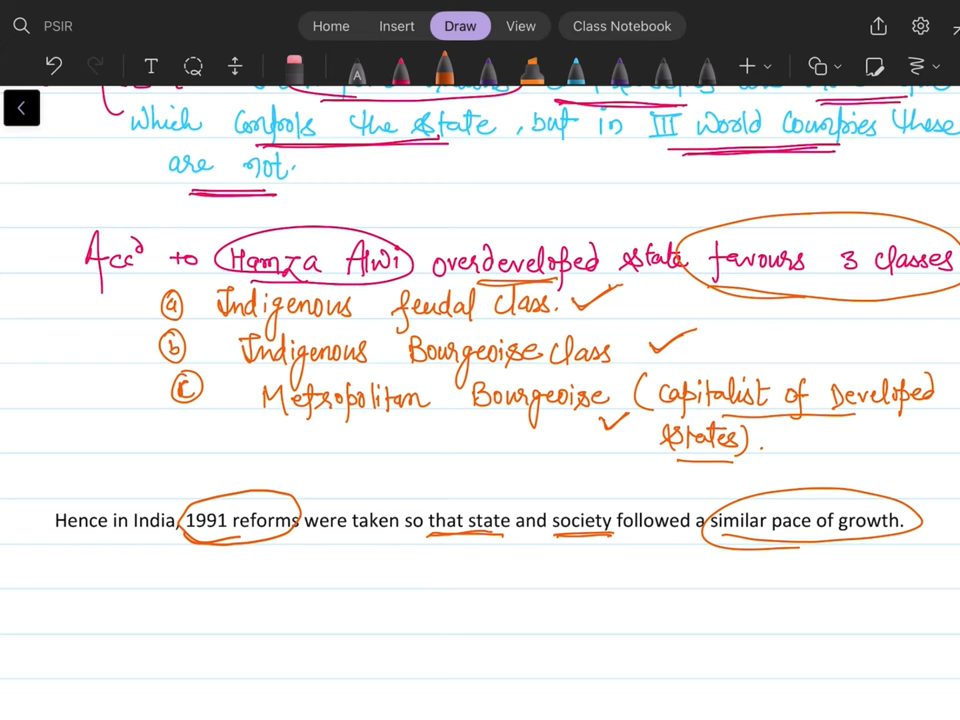 PSIR
Home Insert Draw View Class Notebook
T A
which controls the state, but in III world countries these
are not.
Accd to Hamza Alwi overdeveloped state favours 3 classes
a Indigenous feudal class.
b Indigenous Bourgeoise class
c Metropolitan Bourgeoise (capitalist of Developed
states).
Hence in India, 1991 reforms were taken so that state and society followed a similar pace of growth.